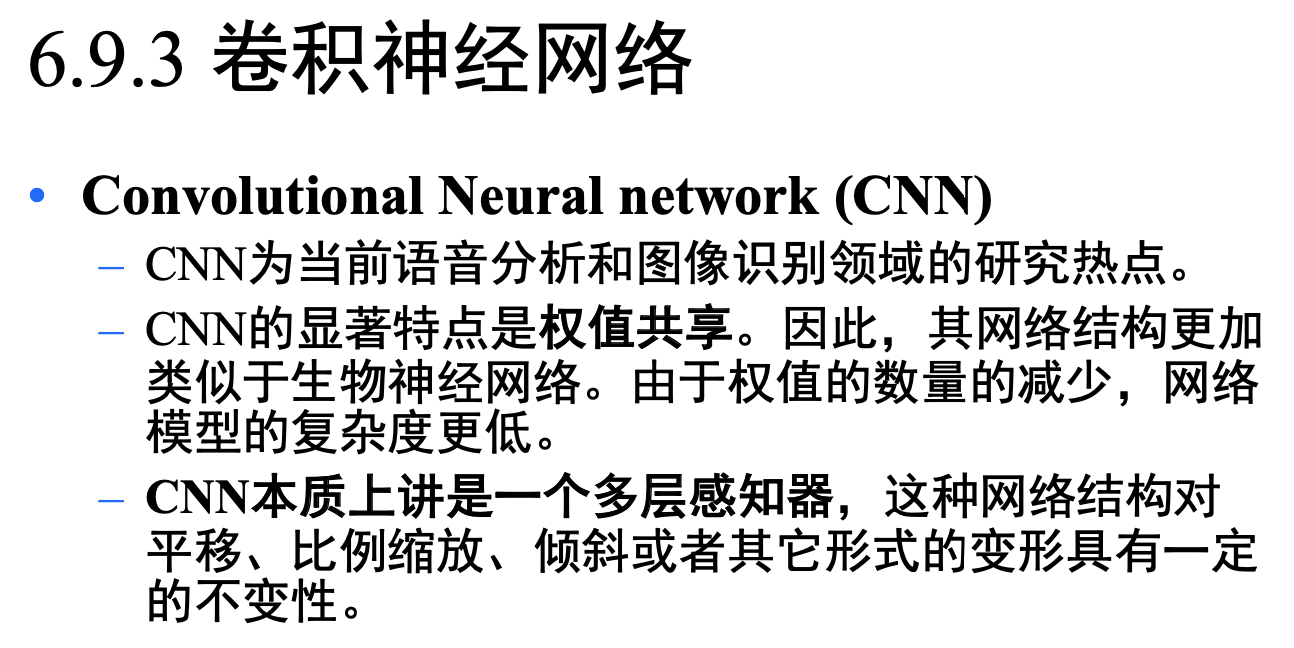 6.9.3 卷积神经网络
• Convolutional Neural network (CNN)
– CNN为当前语音分析和图像识别领域的研究热点。
– CNN的显著特点是权值共享。因此，其网络结构更加
类似于生物神经网络。由于权值的数量的减少，网络
模型的复杂度更低。
– CNN本质上讲是一个多层感知器，这种网络结构对
平移、比例缩放、倾斜或者其它形式的变形具有一定
的不变性。